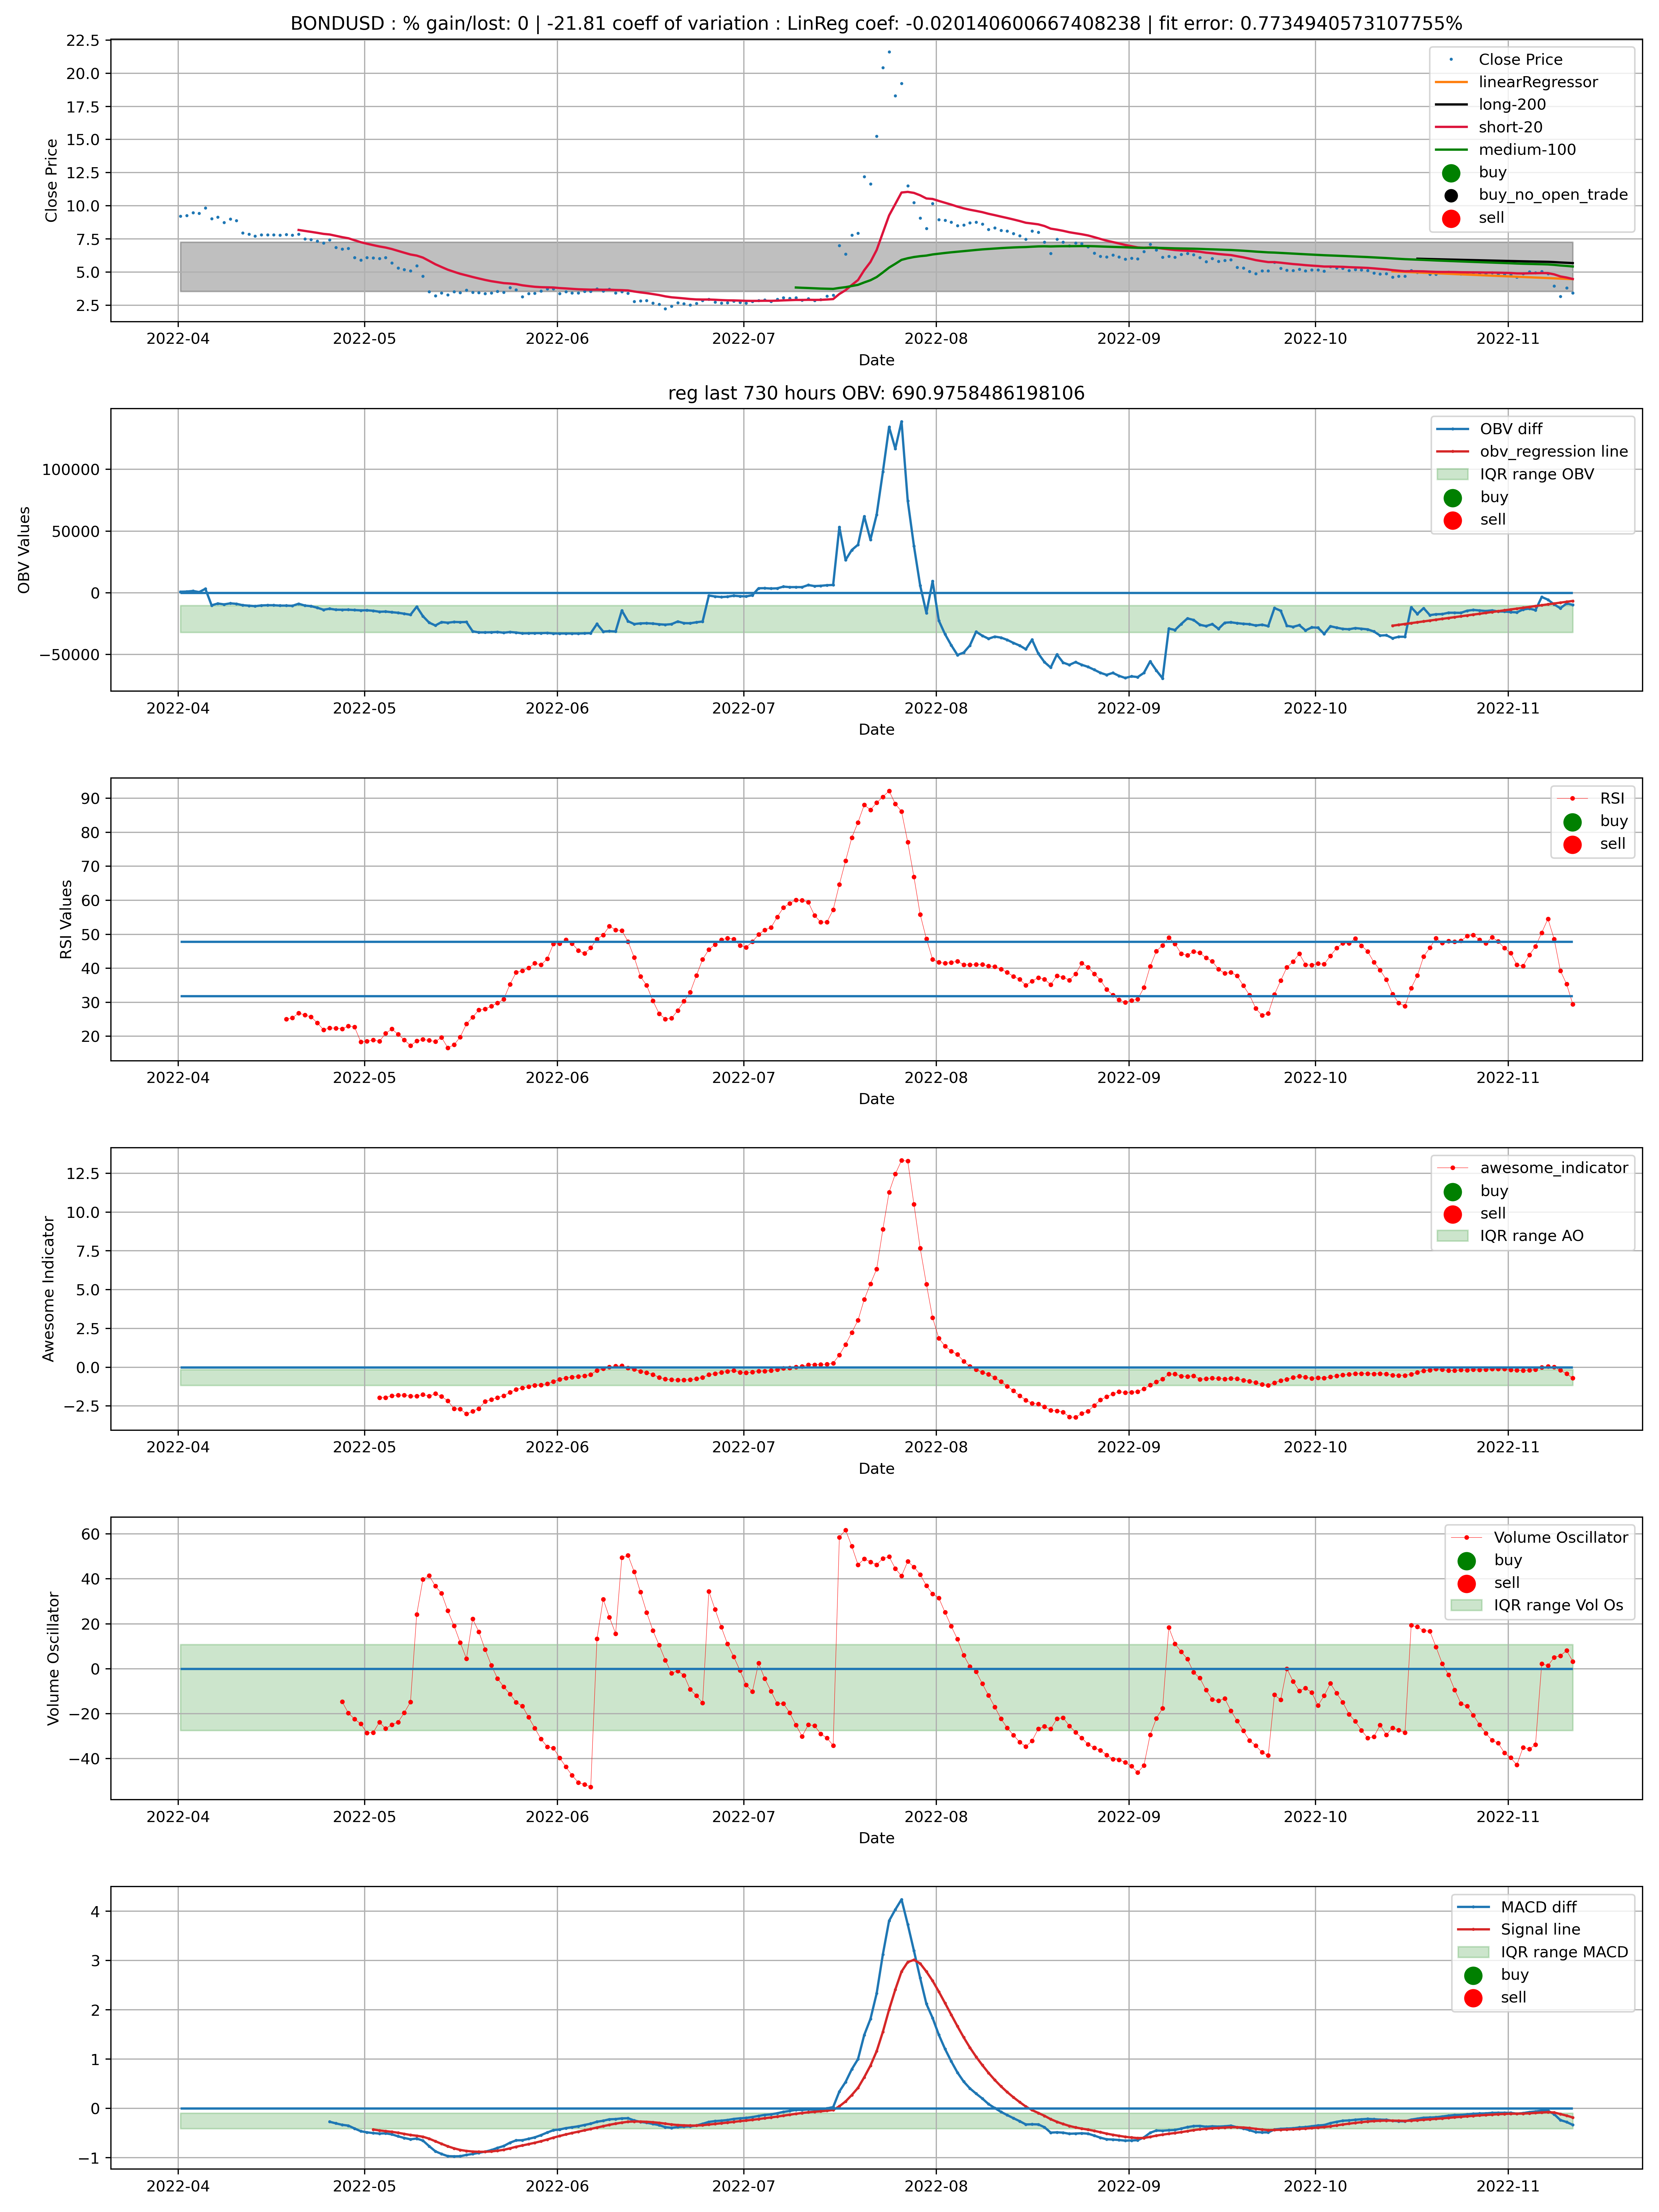 BONDUSD : % gain/lost: 0 | -21.81 coeff of variation : LinReg coef: -0.020140600667408238 | fit error: 0.7734940573107755%
22.5
20.0
17.5
15.0
12.5
10.0
7.5
5.0
2.5
Close Price
Close Price
linearRegressor
long-200
short-20
medium-100
buy
buy_no_open_trade
sell
2022-04 2022-05 2022-06 2022-07 2022-08 2022-09 2022-10 2022-11
Date
reg last 730 hours OBV: 690.9758486198106
100000
50000
0
−50000
OBV Values
OBV diff
obv_regression line
IQR range OBV
buy
sell
2022-04 2022-05 2022-06 2022-07 2022-08 2022-09 2022-10 2022-11
Date
90
80
70
60
50
40
30
20
RSI Values
RSI
buy
sell
2022-04 2022-05 2022-06 2022-07 2022-08 2022-09 2022-10 2022-11
Date
12.5
10.0
7.5
5.0
2.5
0.0
−2.5
Awesome Indicator
awesome_indicator
buy
sell
IQR range AO
2022-04 2022-05 2022-06 2022-07 2022-08 2022-09 2022-10 2022-11
Date
60
40
20
0
−20
−40
Volume Oscillator
Volume Oscillator
buy
sell
IQR range Vol Os
2022-04 2022-05 2022-06 2022-07 2022-08 2022-09 2022-10 2022-11
Date
4
3
2
1
0
−1
MACD diff
Signal line
IQR range MACD
buy
sell
2022-04 2022-05 2022-06 2022-07 2022-08 2022-09 2022-10 2022-11